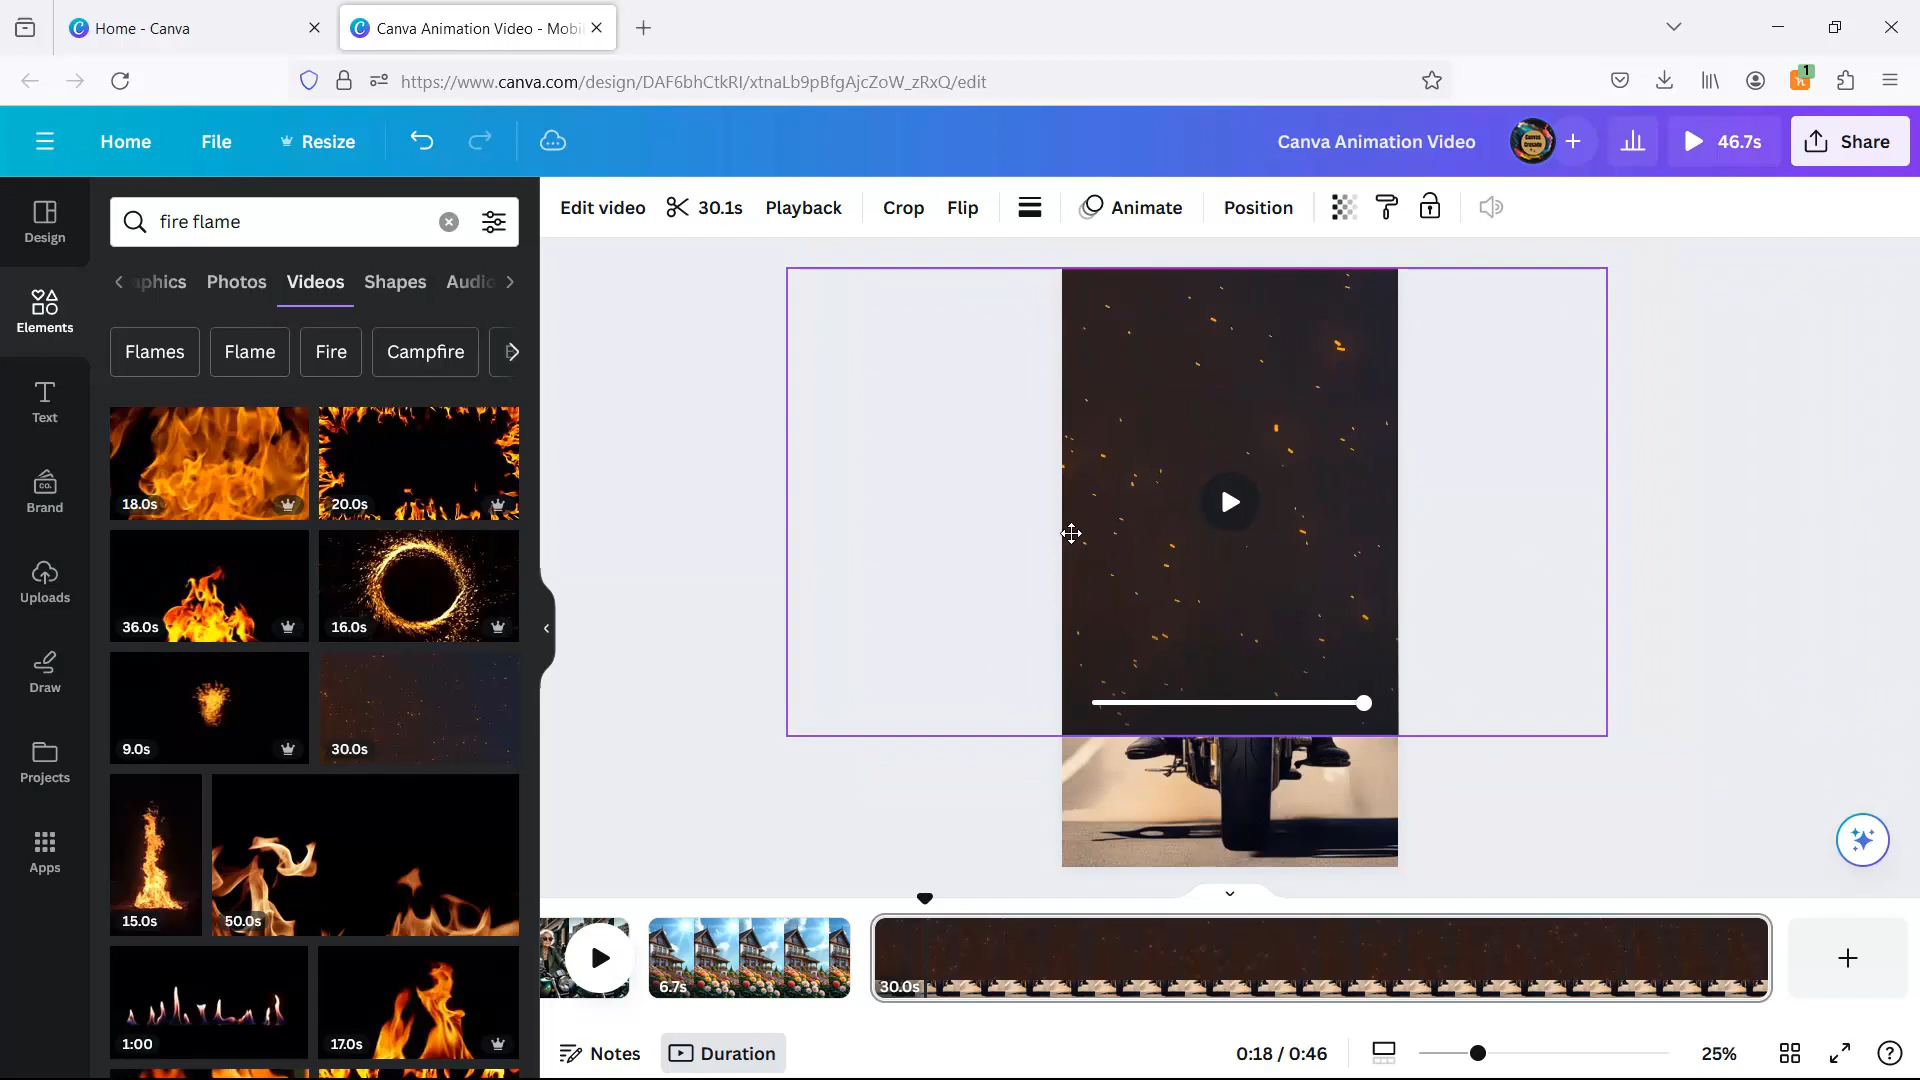 Home - Canva
Canva Animation Video - Mobil
https://www.canva.com/design/DAF6bhCtkRI/xtnaLb9pBfgAjcZoW_zRxQ/edit
1
Home
File
Resize
Canva Animation Video
46.7s
Share
Design
Elements
Text
Brand
Uploads
Draw
Projects
Apps
fire flame
aphics
Photos
Videos
Shapes
Audio
Flames
Flame
Fire
Campfire
18.0s
20.0s
36.0s
16.0s
9.0s
30.0s
15.0s
50.0s
1:00
17.0s
Edit video
30.1s
Playback
Crop
Flip
Animate
Position
6.7s
30.0s
Notes
Duration
0:18 / 0:46
25%